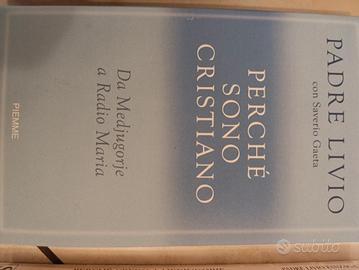 PADRE LIVIO
con Saverio Gaeta
PERCHÉ
SONO
CRISTIANO
Da Medjugorje
a Radio Maria
PIEMME
subito